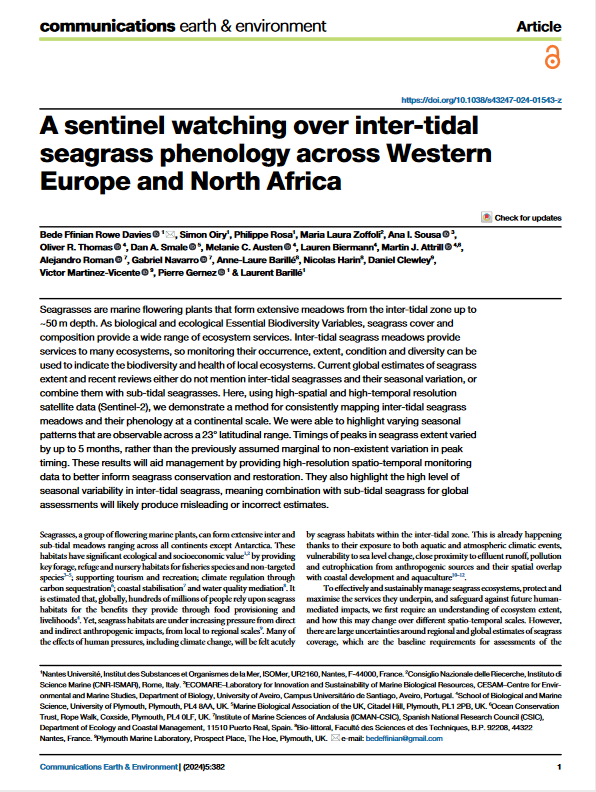 communications earth & environment
Article
https://doi.org/10.1038/s43247-024-01543-z
A sentinel watching over inter-tidal
seagrass phenology across Western
Europe and North Africa
Check for updates
Bede Ffinian Rowe Davies ¹ ✉, Simon Oiry¹, Philippe Rosa¹, Maria Laura Zoffoli², Ana I. Sousa ³,
Oliver R. Thomas ⁴, Dan A. Smale ⁵, Melanie C. Austen ⁴, Lauren Biermann⁴, Martin J. Attrill ⁴,⁶,
Alejandro Roman ⁷, Gabriel Navarro ⁷, Anne-Laure Barillé⁸, Nicolas Harin⁸, Daniel Clewley⁹,
Victor Martinez-Vicente ⁹, Pierre Gernez ¹ & Laurent Barillé¹
Seagrasses are marine flowering plants that form extensive meadows from the inter-tidal zone up to
~50 m depth. As biological and ecological Essential Biodiversity Variables, seagrass cover and
composition provide a wide range of ecosystem services. Inter-tidal seagrass meadows provide
services to many ecosystems, so monitoring their occurrence, extent, condition and diversity can be
used to indicate the biodiversity and health of local ecosystems. Current global estimates of seagrass
extent and recent reviews either do not mention inter-tidal seagrasses and their seasonal variation, or
combine them with sub-tidal seagrasses. Here, using high-spatial and high-temporal resolution
satellite data (Sentinel-2), we demonstrate a method for consistently mapping inter-tidal seagrass
meadows and their phenology at a continental scale. We were able to highlight varying seasonal
patterns that are observable across a 23° latitudinal range. Timings of peaks in seagrass extent varied
by up to 5 months, rather than the previously assumed marginal to non-existent variation in peak
timing. These results will aid management by providing high-resolution spatio-temporal monitoring
data to better inform seagrass conservation and restoration. They also highlight the high level of
seasonal variability in inter-tidal seagrass, meaning combination with sub-tidal seagrass for global
assessments will likely produce misleading or incorrect estimates.
Seagrasses, a group of flowering marine plants, can form extensive inter and
sub-tidal meadows ranging across all continents except Antarctica. These
habitats have significant ecological and socioeconomic value¹,² by providing
key forage, refuge and nursery habitats for fisheries species and non-targeted
species³⁻⁵; supporting tourism and recreation; climate regulation through
carbon sequestration⁶; coastal stabilisation⁷ and water quality mediation⁸. It
is estimated that, globally, hundreds of millions of people rely upon seagrass
habitats for the benefits they provide through food provisioning and
livelihoods⁴. Yet, seagrass habitats are under increasing pressure from direct
and indirect anthropogenic impacts, from local to regional scales⁹. Many of
the effects of human pressures, including climate change, will be felt acutely
by seagrass habitats within the inter-tidal zone. This is already happening
thanks to their exposure to both aquatic and atmospheric climatic events,
vulnerability to sea level change, close proximity to effluent runoff, pollution
and eutrophication from anthropogenic sources and their spatial overlap
with coastal development and aquaculture¹⁰⁻¹².
To effectively and sustainably manage seagrass ecosystems, protect and
maximise the services they underpin, and safeguard against future human-
mediated impacts, we first require an understanding of ecosystem extent,
and how this may change over different spatio-temporal scales. However,
there are large uncertainties around regional and global estimates of seagrass
coverage, which are the baseline requirements for assessments of the
¹Nantes Université, Institut des Substances et Organismes de la Mer, ISOMer, UR2160, Nantes, F-44000, France. ²Consiglio Nazionale delle Ricerche, Instituto di
Science Marine (CNR-ISMAR), Rome, Italy. ³ECOMARE–Laboratory for Innovation and Sustainability of Marine Biological Resources, CESAM–Centre for Envir-
onmental and Marine Studies, Department of Biology, University of Aveiro, Campus Universitário de Santiago, Aveiro, Portugal. ⁴School of Biological and Marine
Science, University of Plymouth, Plymouth, PL4 8AA, UK. ⁵Marine Biological Association of the UK, Citadel Hill, Plymouth, PL1 2PB, UK. ⁶Ocean Conservation
Trust, Rope Walk, Coxside, Plymouth, PL4 0LF, UK. ⁷Institute of Marine Sciences of Andalusia (ICMAN-CSIC), Spanish National Research Council (CSIC),
Department of Ecology and Coastal Management, 11510 Puerto Real, Spain. ⁸Bio-littoral, Faculté des Sciences et des Techniques, B.P. 92208, 44322
Nantes, France. ⁹Plymouth Marine Laboratory, Prospect Place, The Hoe, Plymouth, UK. ✉e-mail: bedeffinian@gmail.com
Communications Earth & Environment | (2024)5:382
1